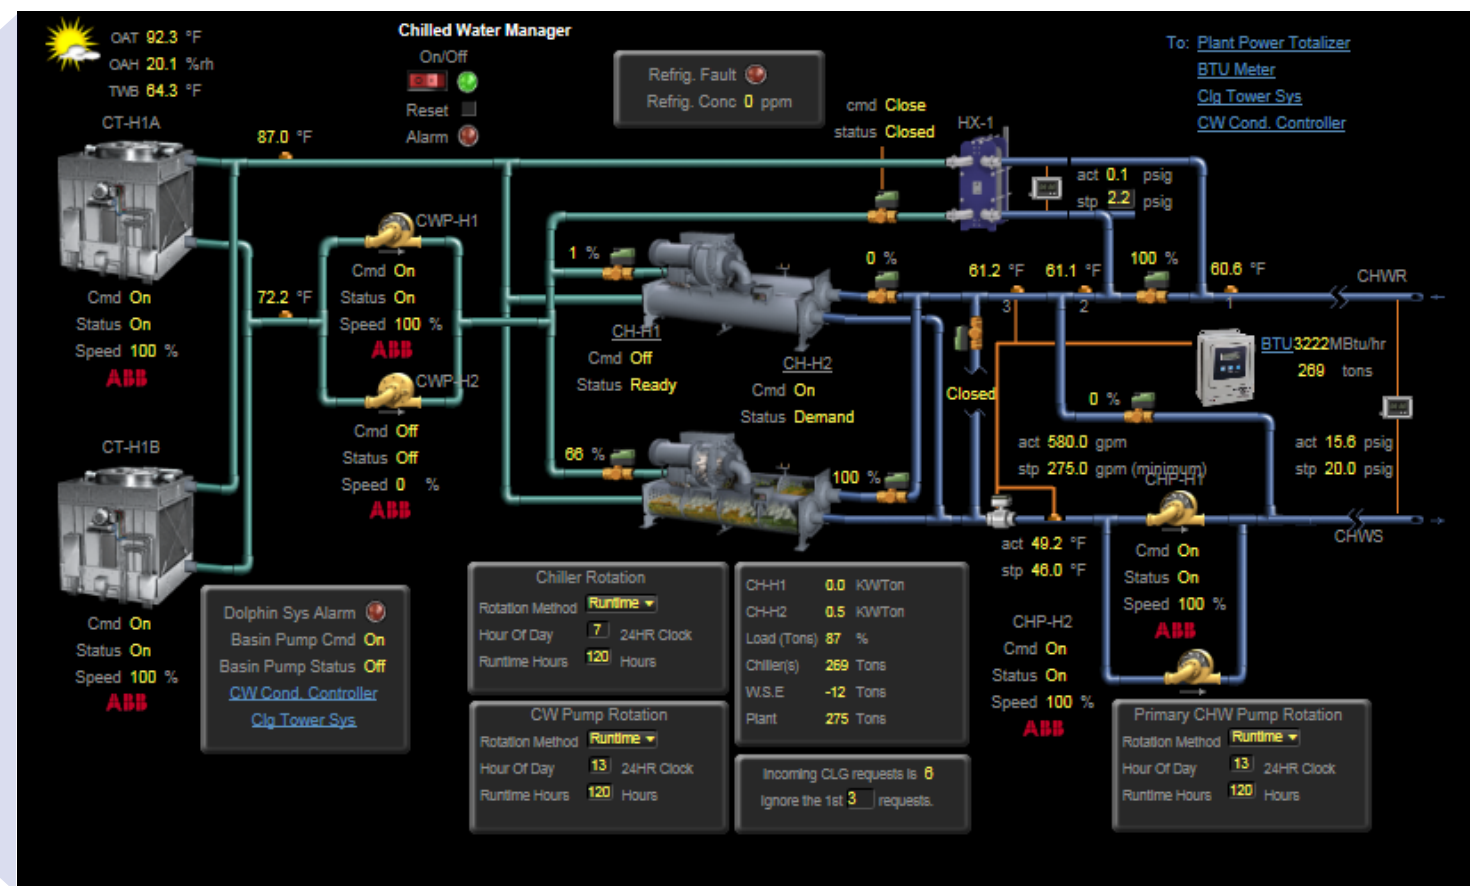 Chilled Water Manager
OAT 92.3 °F
OAH 20.1 %rh
TWB 64.3 °F
On/Off
Reset
Alarm
Refrig. Fault
Refrig. Conc 0 ppm
To: Plant Power Totalizer
BTU Meter
Clg Tower Sys
CW Cond. Controller
cmd Close
status Closed
HX-1
CT-H1A
87.0 °F
act 0.1 psig
stp 2.2 psig
CWP-H1
Cmd On
Status On
Speed 100 %
ABB
1 %
0 %
61.2 °F
61.1 °F
100 %
60.6 °F
CHWR
3
2
1
72.2 °F
Cmd On
Status On
Speed 100 %
ABB
CH-H1
Cmd Off
Status Ready
CH-H2
Cmd On
Status Demand
BTU 3222 MBtu/hr
269 tons
CWP-H2
Cmd Off
Status Off
Speed 0 %
ABB
Closed
0 %
act 580.0 gpm
stp 275.0 gpm (minimum)
act 15.6 psig
stp 20.0 psig
CT-H1B
66 %
100 %
CHP-H1
Cmd On
Status On
Speed 100 %
ABB
CHWS
act 49.2 °F
stp 46.0 °F
CHP-H2
Cmd On
Status On
Speed 100 %
ABB
Cmd On
Status On
Speed 100 %
ABB
Dolphin Sys Alarm
Basin Pump Cmd On
Basin Pump Status Off
CW Cond. Controller
Clg Tower Sys
Chiller Rotation
Rotation Method Runtime
Hour Of Day 7 24HR Clock
Runtime Hours 120 Hours
CW Pump Rotation
Rotation Method Runtime
Hour Of Day 13 24HR Clock
Runtime Hours 120 Hours
CH-H1 0.0 KW/Ton
CH-H2 0.5 KW/Ton
Load (Tons) 87 %
Chiller(s) 269 Tons
W.S.E -12 Tons
Plant 275 Tons
Incoming CLG requests is 6
Ignore the 1st 3 requests.
Primary CHW Pump Rotation
Rotation Method Runtime
Hour Of Day 13 24HR Clock
Runtime Hours 120 Hours